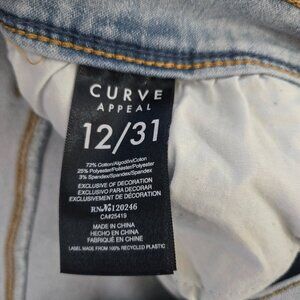 CURVE
APPEAL
12/31
72% Cotton/Algodón/Coton
25% Polyester/Poliéster/Polyester
3% Spandex/Spandex/Spandex
EXCLUSIVE OF DECORATION
EXCLUSIVO PARA DECORAR
EXCLUSIVEMENT DE DÉCORATION
RN№120246
CA#25419
MADE IN CHINA
HECHO EN CHINA
FABRIQUÉ EN CHINE
LABEL MADE FROM 100% RECYCLED PLASTIC